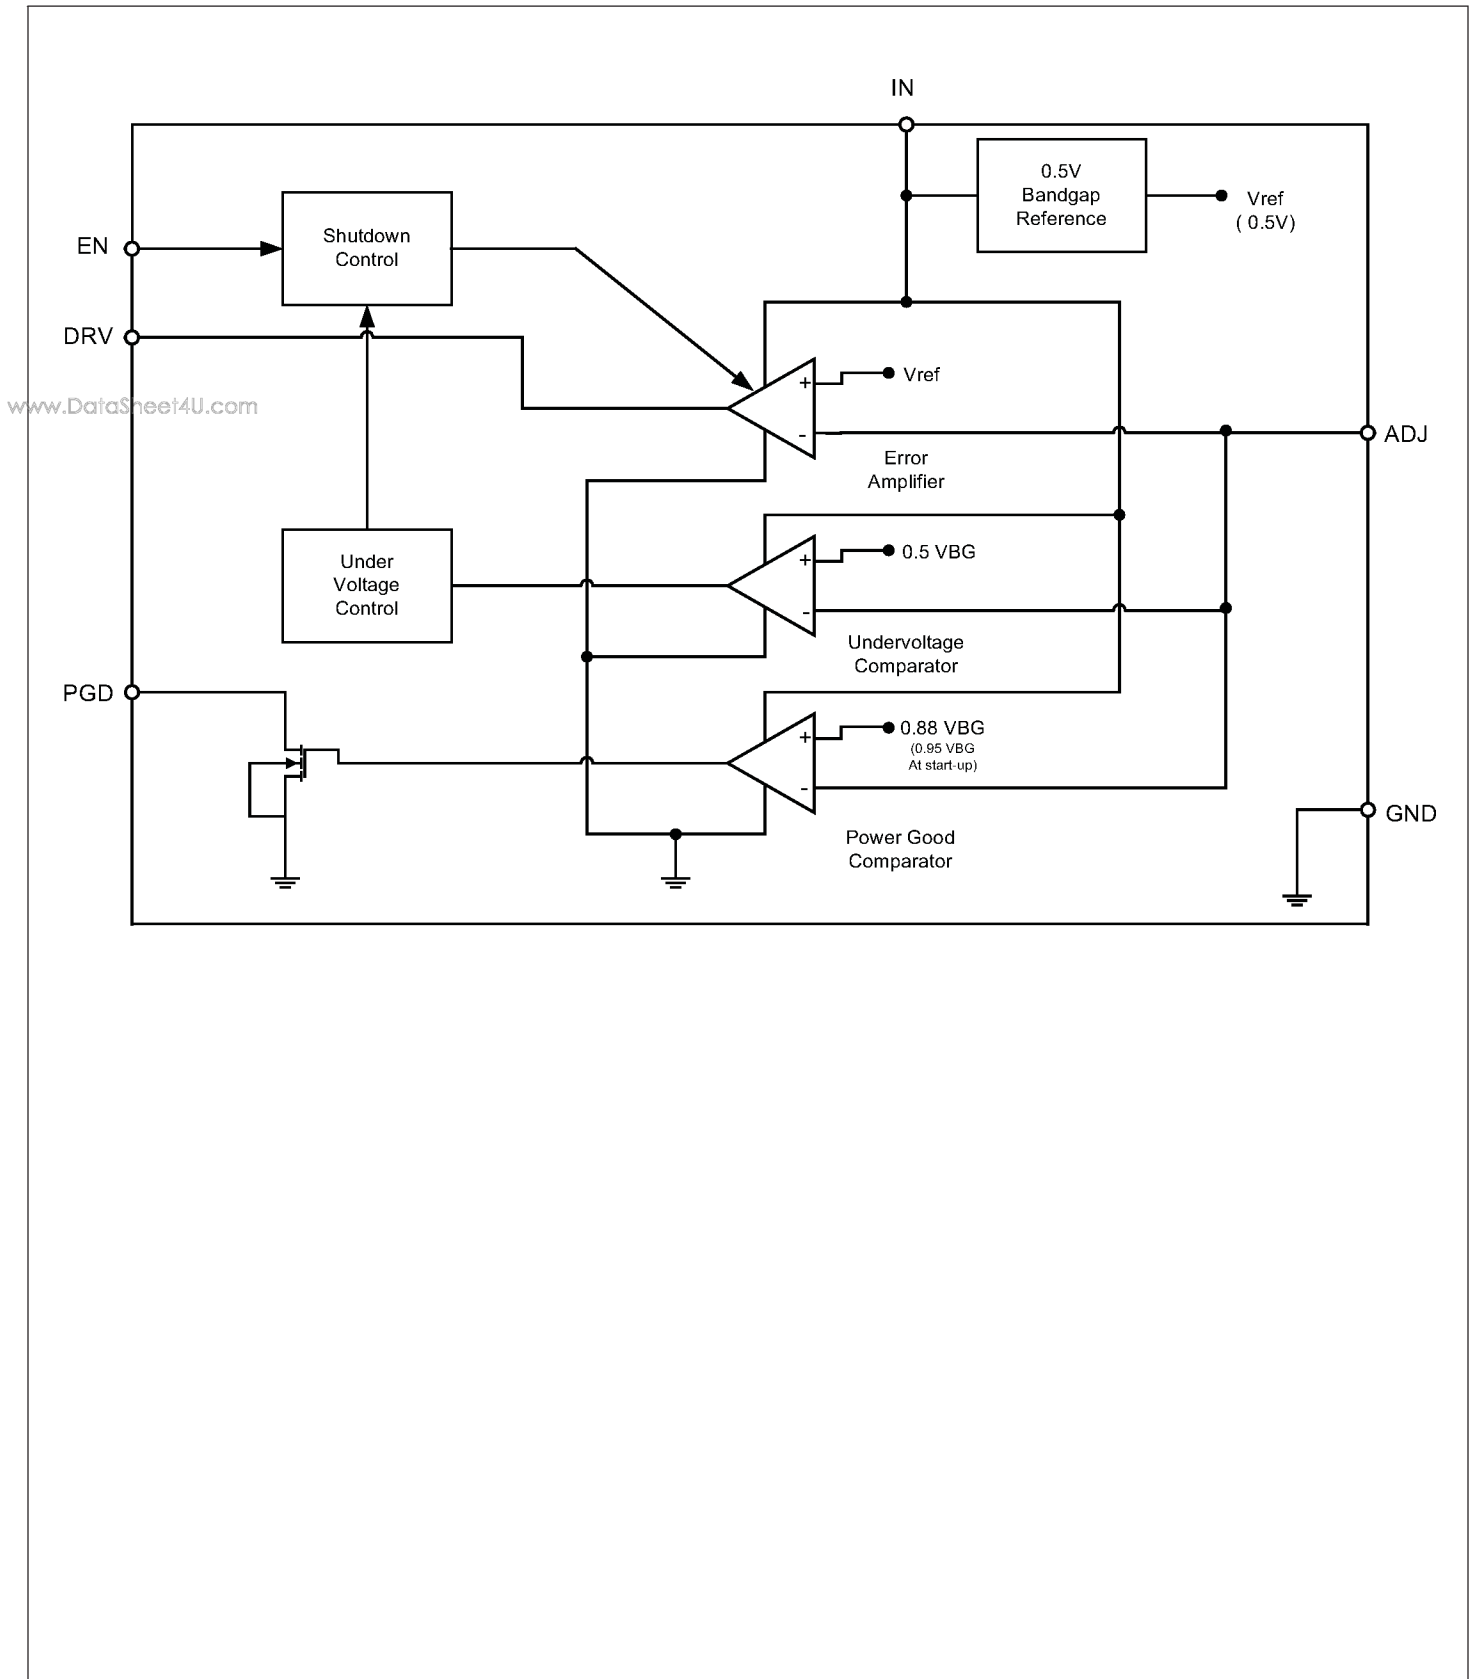 IN
0.5V
Bandgap
Reference
Vref
( 0.5V)
EN
Shutdown
Control
DRV
+
Vref
www.DataSheet4U.com
-
ADJ
Error
Amplifier
Under
Voltage
Control
+
0.5 VBG
-
Undervoltage
Comparator
PGD
+
0.88 VBG
(0.95 VBG
At start-up)
-
GND
Power Good
Comparator